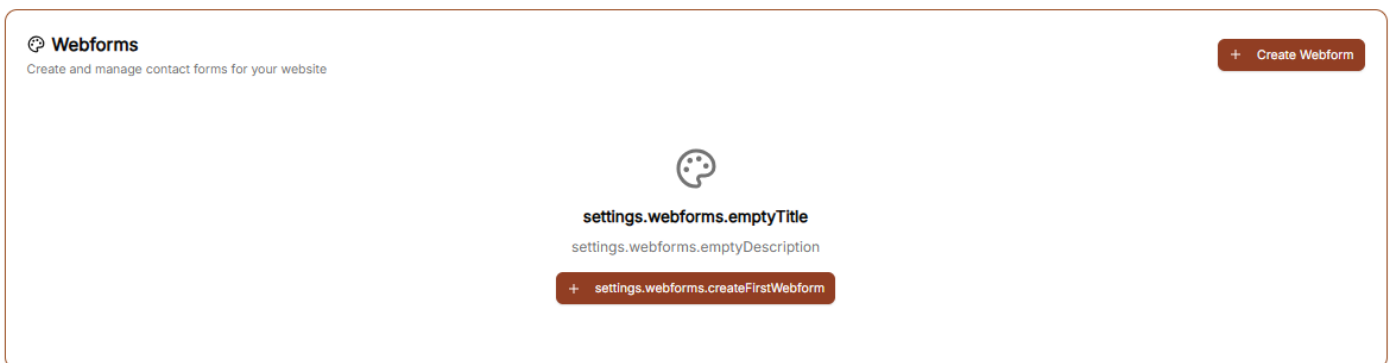 Webforms
Create and manage contact forms for your website
+ Create Webform
settings.webforms.emptyTitle
settings.webforms.emptyDescription
+ settings.webforms.createFirstWebform